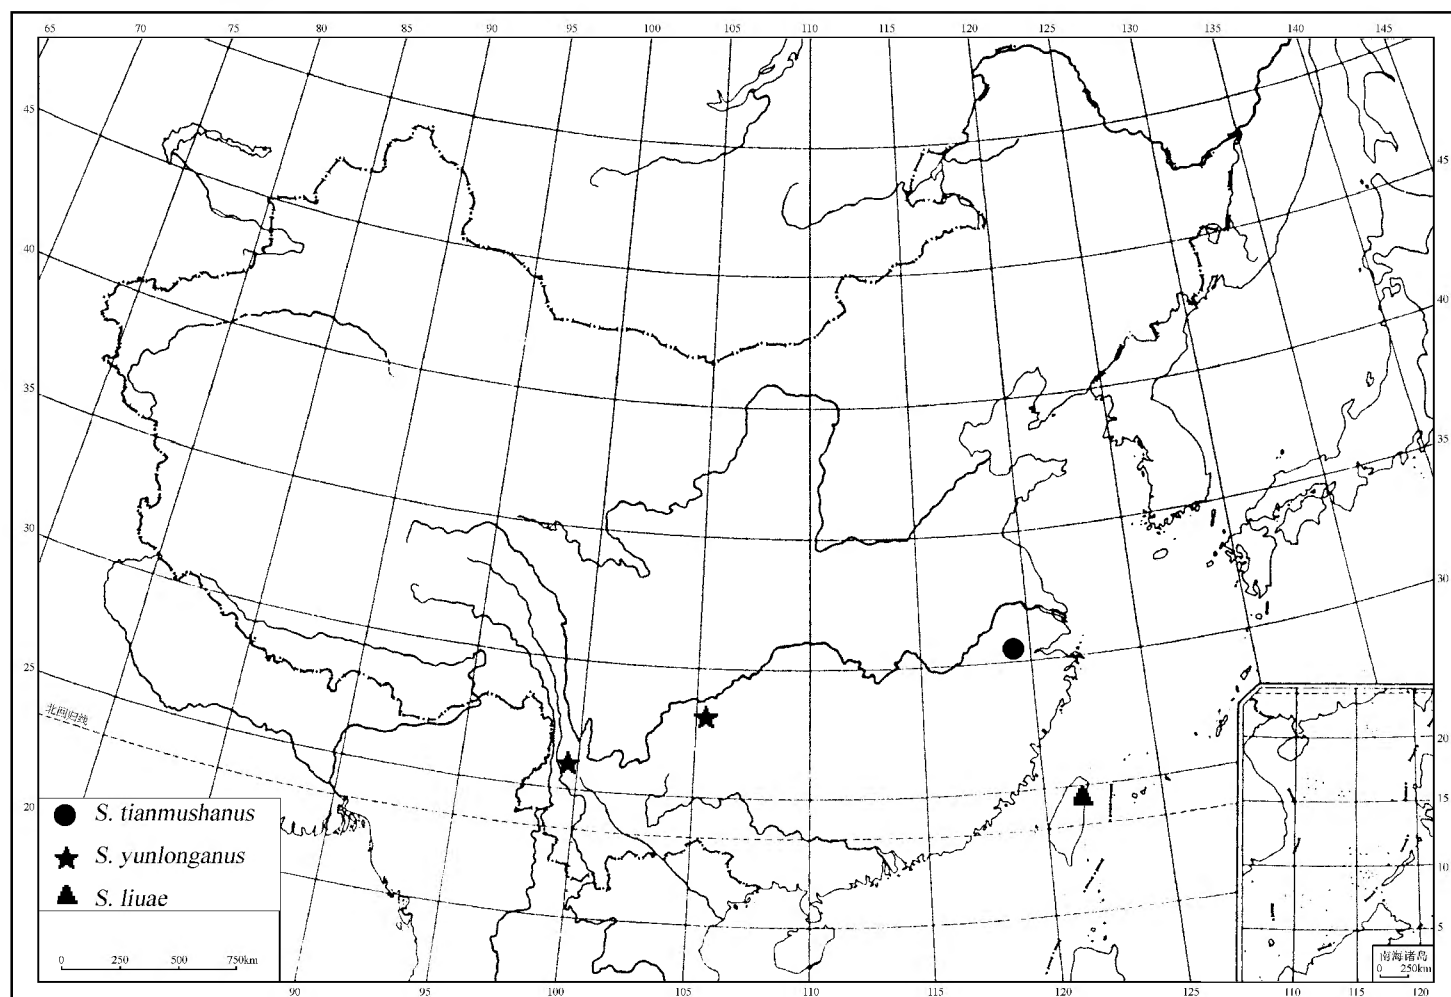 65 70 75 80 85 90 95 100 105 110 115 120 125 130 135 140 145
45 45
40 40
35 35
30 30
25
北回归线
20
20
15
10
5
S. tianmushanus
S. yunlonganus
S. liuae
0 250 500 750km
南海诸岛
0 250km
90 95 100 105 110 115 120 125 110 115 120